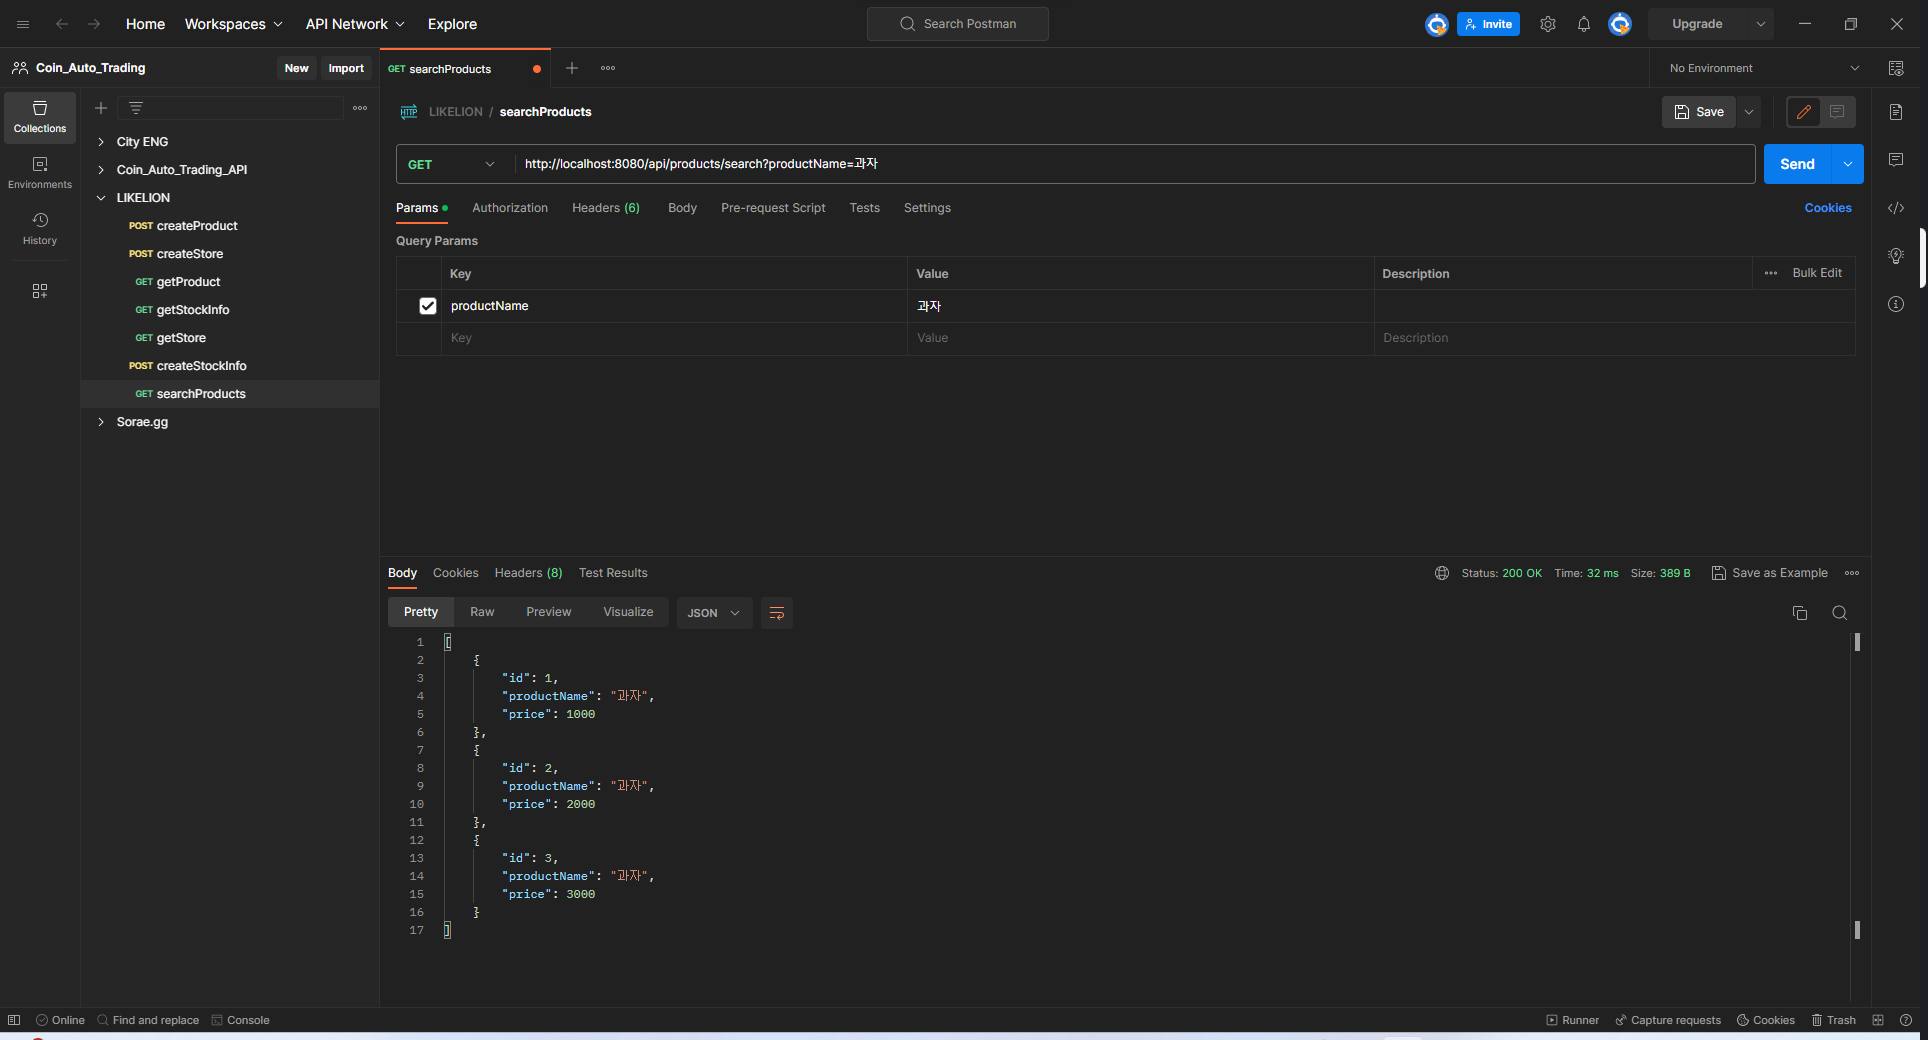 Home Workspaces API Network Explore Search Postman Invite Upgrade
Coin_Auto_Trading New Import GET searchProducts No Environment
LIKELION / searchProducts Save
Collections
Environments
History
City ENG
Coin_Auto_Trading_API
LIKELION
POST createProduct
POST createStore
GET getProduct
GET getStockInfo
GET getStore
POST createStockInfo
GET searchProducts
Sorae.gg
GET http://localhost:8080/api/products/search?productName=과자 Send
Params Authorization Headers (6) Body Pre-request Script Tests Settings Cookies
Query Params
Key Value Description Bulk Edit
productName 과자
Key Value Description
Body Cookies Headers (8) Test Results Status: 200 OK Time: 32 ms Size: 389 B Save as Example
Pretty Raw Preview Visualize JSON
1 [
2 {
3 "id": 1,
4 "productName": "과자",
5 "price": 1000
6 },
7 {
8 "id": 2,
9 "productName": "과자",
10 "price": 2000
11 },
12 {
13 "id": 3,
14 "productName": "과자",
15 "price": 3000
16 }
17 ]
Online Find and replace Console Runner Capture requests Cookies Trash